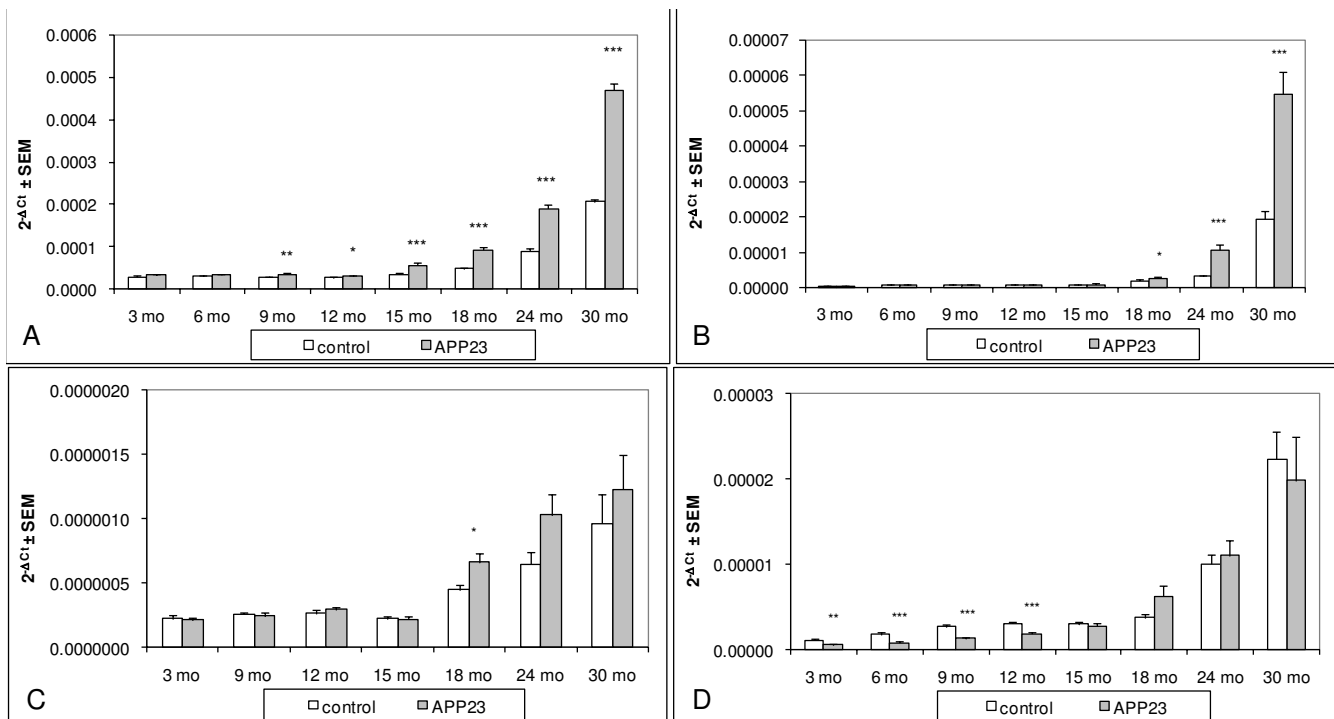 0.0006
0.0005
0.0004
0.0003
0.0002
0.0001
0.0000
2^-ΔCt ± SEM
** * *** *** *** ***
3 mo 6 mo 9 mo 12 mo 15 mo 18 mo 24 mo 30 mo
A
control APP23
0.00007
0.00006
0.00005
0.00004
0.00003
0.00002
0.00001
0.00000
2^-ΔCt ± SEM
* *** ***
3 mo 6 mo 9 mo 12 mo 15 mo 18 mo 24 mo 30 mo
B
control APP23
0.0000020
0.0000015
0.0000010
0.0000005
0.0000000
2^-ΔCt ± SEM
*
3 mo 9 mo 12 mo 15 mo 18 mo 24 mo 30 mo
C
control APP23
0.00003
0.00002
0.00001
0.00000
2^-ΔCt ± SEM
** *** *** ***
3 mo 6 mo 9 mo 12 mo 15 mo 18 mo 24 mo 30 mo
D
control APP23